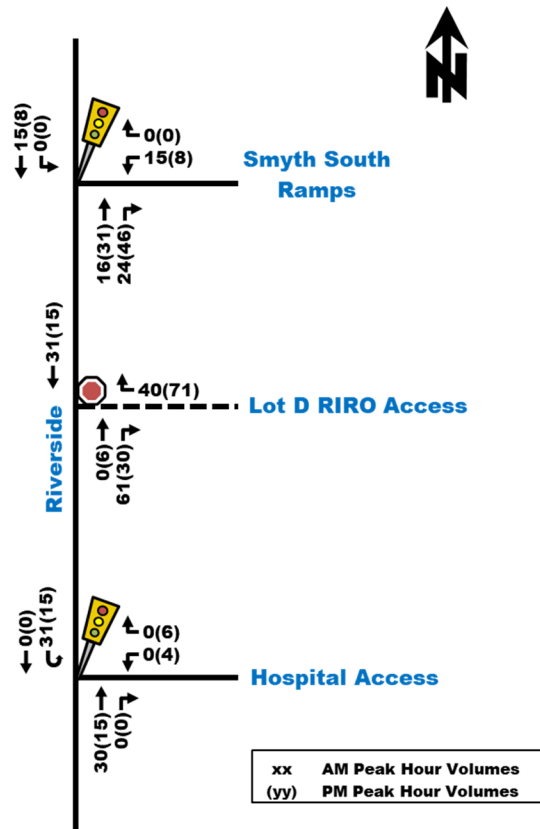 N
15(8)
0(0)
0(0)
15(8)
Smyth South
Ramps
16(31)
24(46)
31(15)
40(71)
Lot D RIRO Access
0(6)
61(30)
Riverside
0(0)
31(15)
0(6)
0(4)
Hospital Access
30(15)
0(0)
xx AM Peak Hour Volumes
(yy) PM Peak Hour Volumes